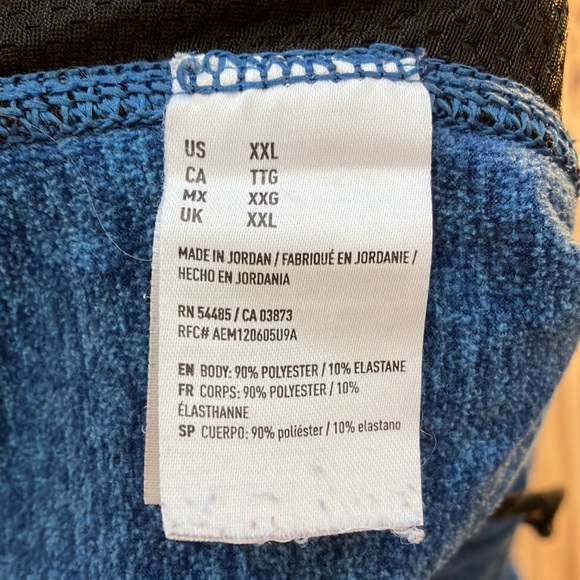 US XXL
CA TTG
MX XXG
UK XXL
MADE IN JORDAN / FABRIQUÉ EN JORDANIE /
HECHO EN JORDANIA
RN 54485 / CA 03873
RFC# AEM120605U9A
EN BODY: 90% POLYESTER / 10% ELASTANE
FR CORPS: 90% POLYESTER / 10%
ÉLASTHANNE
SP CUERPO: 90% poliéster / 10% elastano